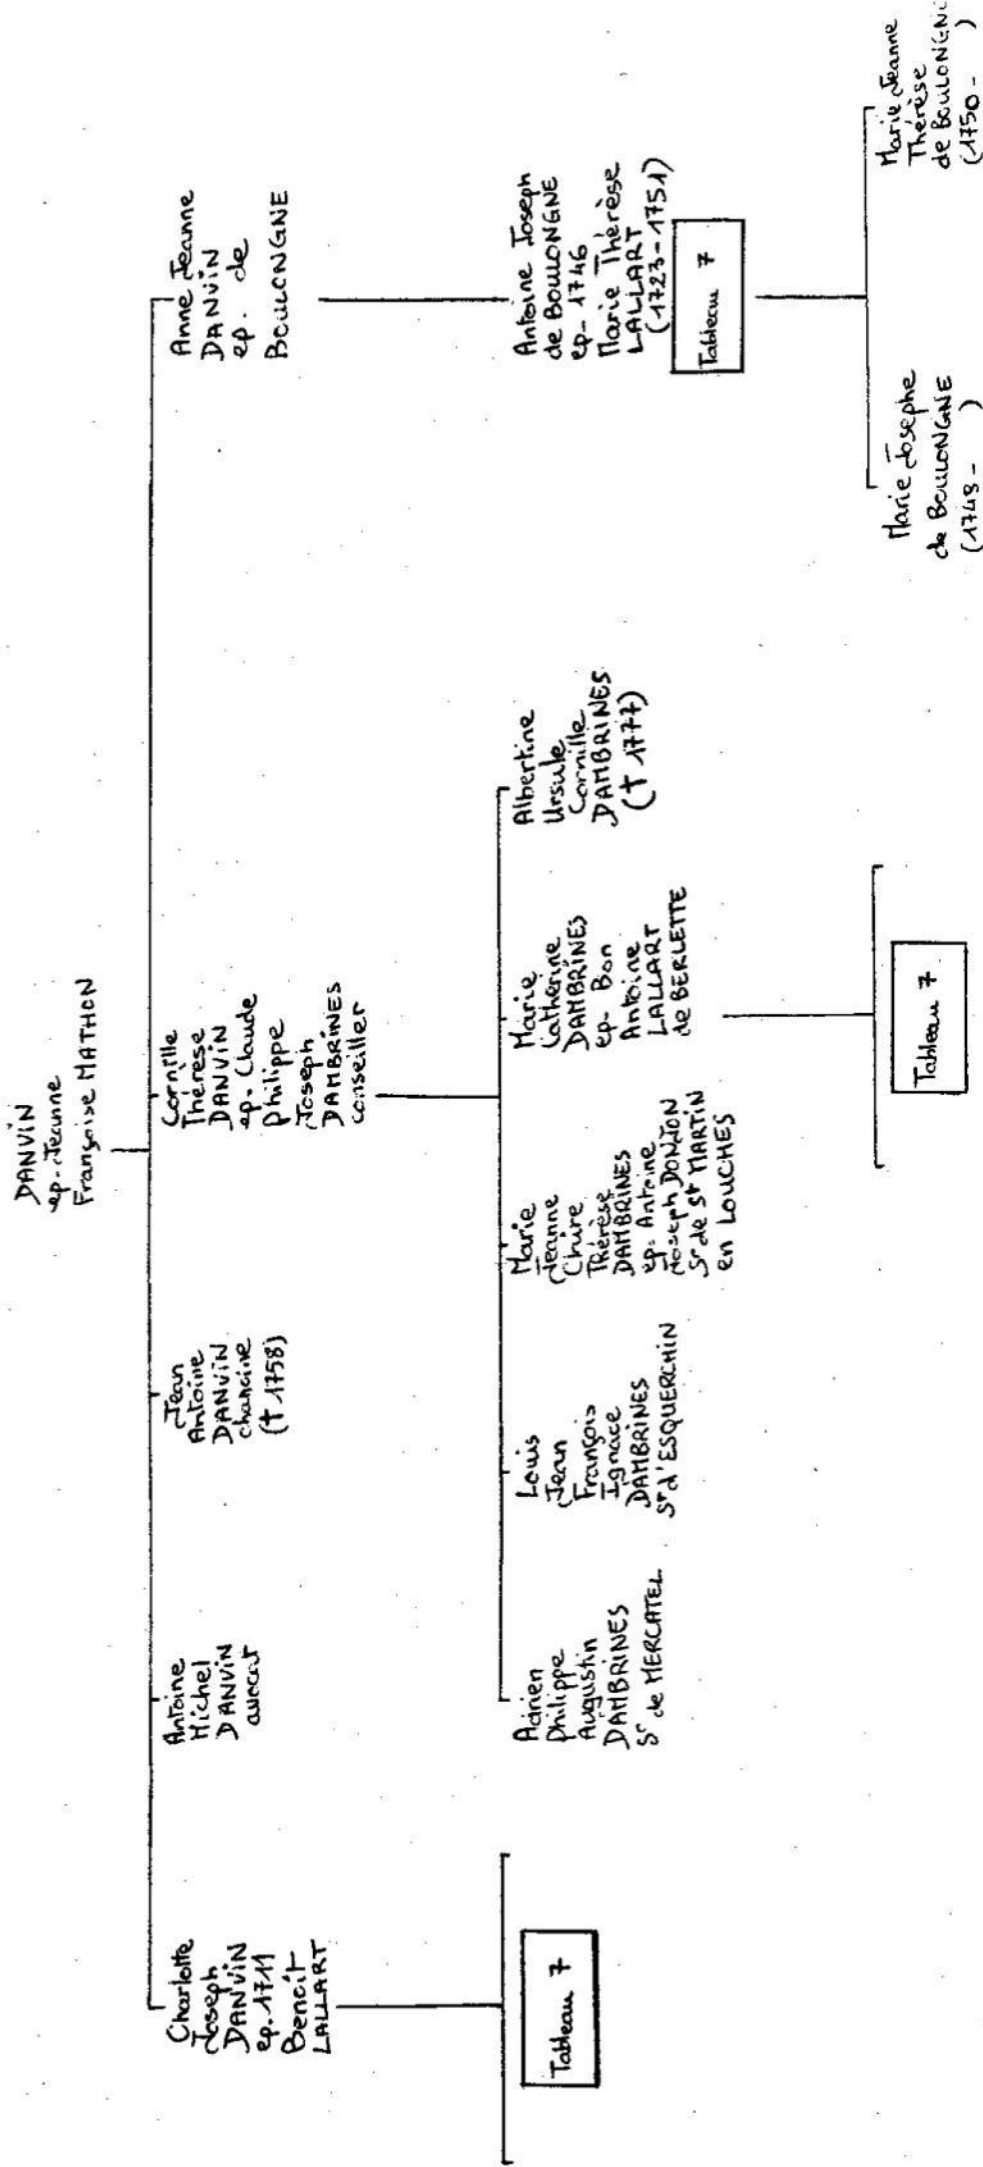 DANVIN
ep. Jeanne
Françoise MATHON
Charlotte
Joseph
DANVIN
ep. 1711
Benoit
LALLART
Antoine
Michel
DANVIN
avocat
Jean
Antoine
DANVIN
chanoine
(† 1758)
Cornille
Thérèse
DANVIN
ep. Claude
Philippe
Joseph
DAMBRINES
conseiller
Anne Jeanne
DANVIN
ep. de
BOULONGNE
Tableau 7
Adrien
Philippe
Augustin
DAMBRINES
Sr de MERCATEL
Louis
Jean
François
Ignace
DAMBRINES
Sr d'ESQUERCHIN
Marie
Jeanne
Thérèse
DAMBRINES
ep. Antoine
Joseph DONJON
Sr de St MARTIN
en LOUCHES
Marie
Catherine
DAMBRINES
ep. Bon
Antoine
LALLART
de BERLETTE
Albertine
Ursule
Cornille
DAMBRINES
(† 1777)
Antoine Joseph
de BOULONGNE
ep. 1746
Marie Thérèse
LALLART
(1723-1751)
Tableau 7
Tableau 7
Marie Josephe
de BOULONGNE
(1748 - )
Marie Jeanne
Thérèse
de BOULONGNE
(1750 - )